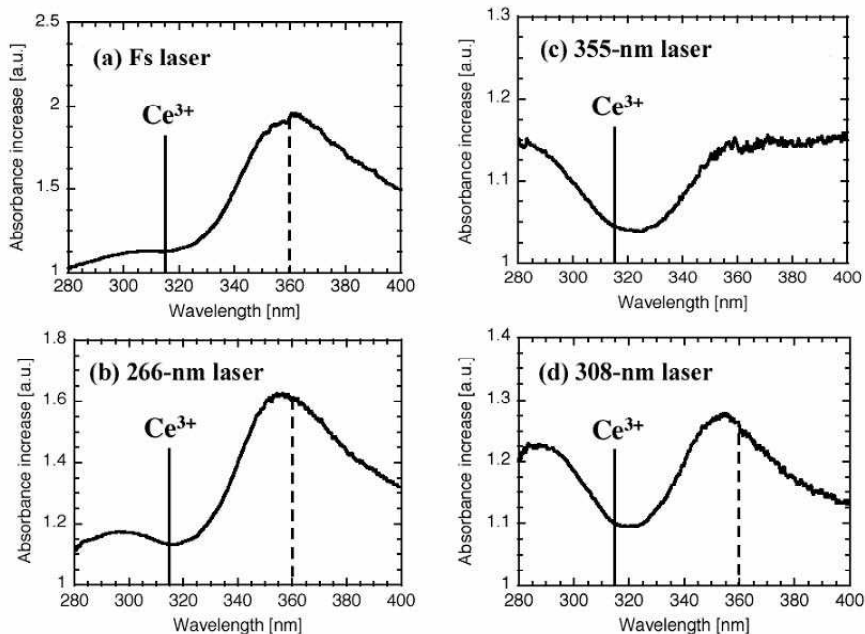 (a) Fs laser
Ce³⁺
Absorbance increase [a.u.]
2.5
2
1.5
1
280 300 320 340 360 380 400
Wavelength [nm]
(c) 355-nm laser
Ce³⁺
Absorbance increase [a.u.]
1.3
1.2
1.1
1
280 300 320 340 360 380 400
Wavelength [nm]
(b) 266-nm laser
Ce³⁺
Absorbance increase [a.u.]
1.8
1.6
1.4
1.2
1
280 300 320 340 360 380 400
Wavelength [nm]
(d) 308-nm laser
Ce³⁺
Absorbance increase [a.u.]
1.4
1.3
1.2
1.1
1
280 300 320 340 360 380 400
Wavelength [nm]